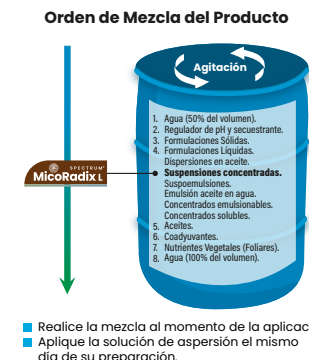 Orden de Mezcla del Producto
Agitación
1. Agua (50% del volumen).
2. Regulador de pH y secuestrante.
3. Formulaciones Sólidas.
4. Formulaciones Líquidas.
Dispersiones en aceite.
Suspensiones concentradas.
Suspoemulsiones.
Emulsión aceite en agua.
Concentrados emulsionables.
Concentrados solubles.
5. Aceites.
6. Coadyuvantes.
7. Nutrientes Vegetales (Foliares).
8. Agua (100% del volumen).
SPECTRUM
MicoRadix L
Realice la mezcla al momento de la aplicac
Aplique la solución de aspersión el mismo
día de su preparación.